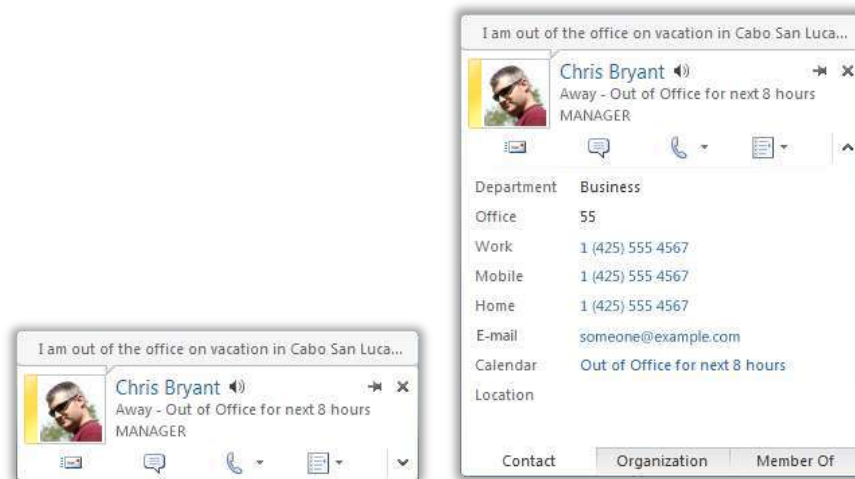 I am out of the office on vacation in Cabo San Luca...
Chris Bryant
Away - Out of Office for next 8 hours
MANAGER
I am out of the office on vacation in Cabo San Luca...
Chris Bryant
Away - Out of Office for next 8 hours
MANAGER
Department Business
Office 55
Work 1 (425) 555 4567
Mobile 1 (425) 555 4567
Home 1 (425) 555 4567
E-mail someone@example.com
Calendar Out of Office for next 8 hours
Location
Contact Organization Member Of